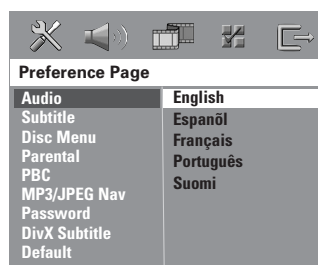 Preference Page
Audio
Subtitle
Disc Menu
Parental
PBC
MP3/JPEG Nav
Password
DivX Subtitle
Default
English
Espanõl
Français
Português
Suomi